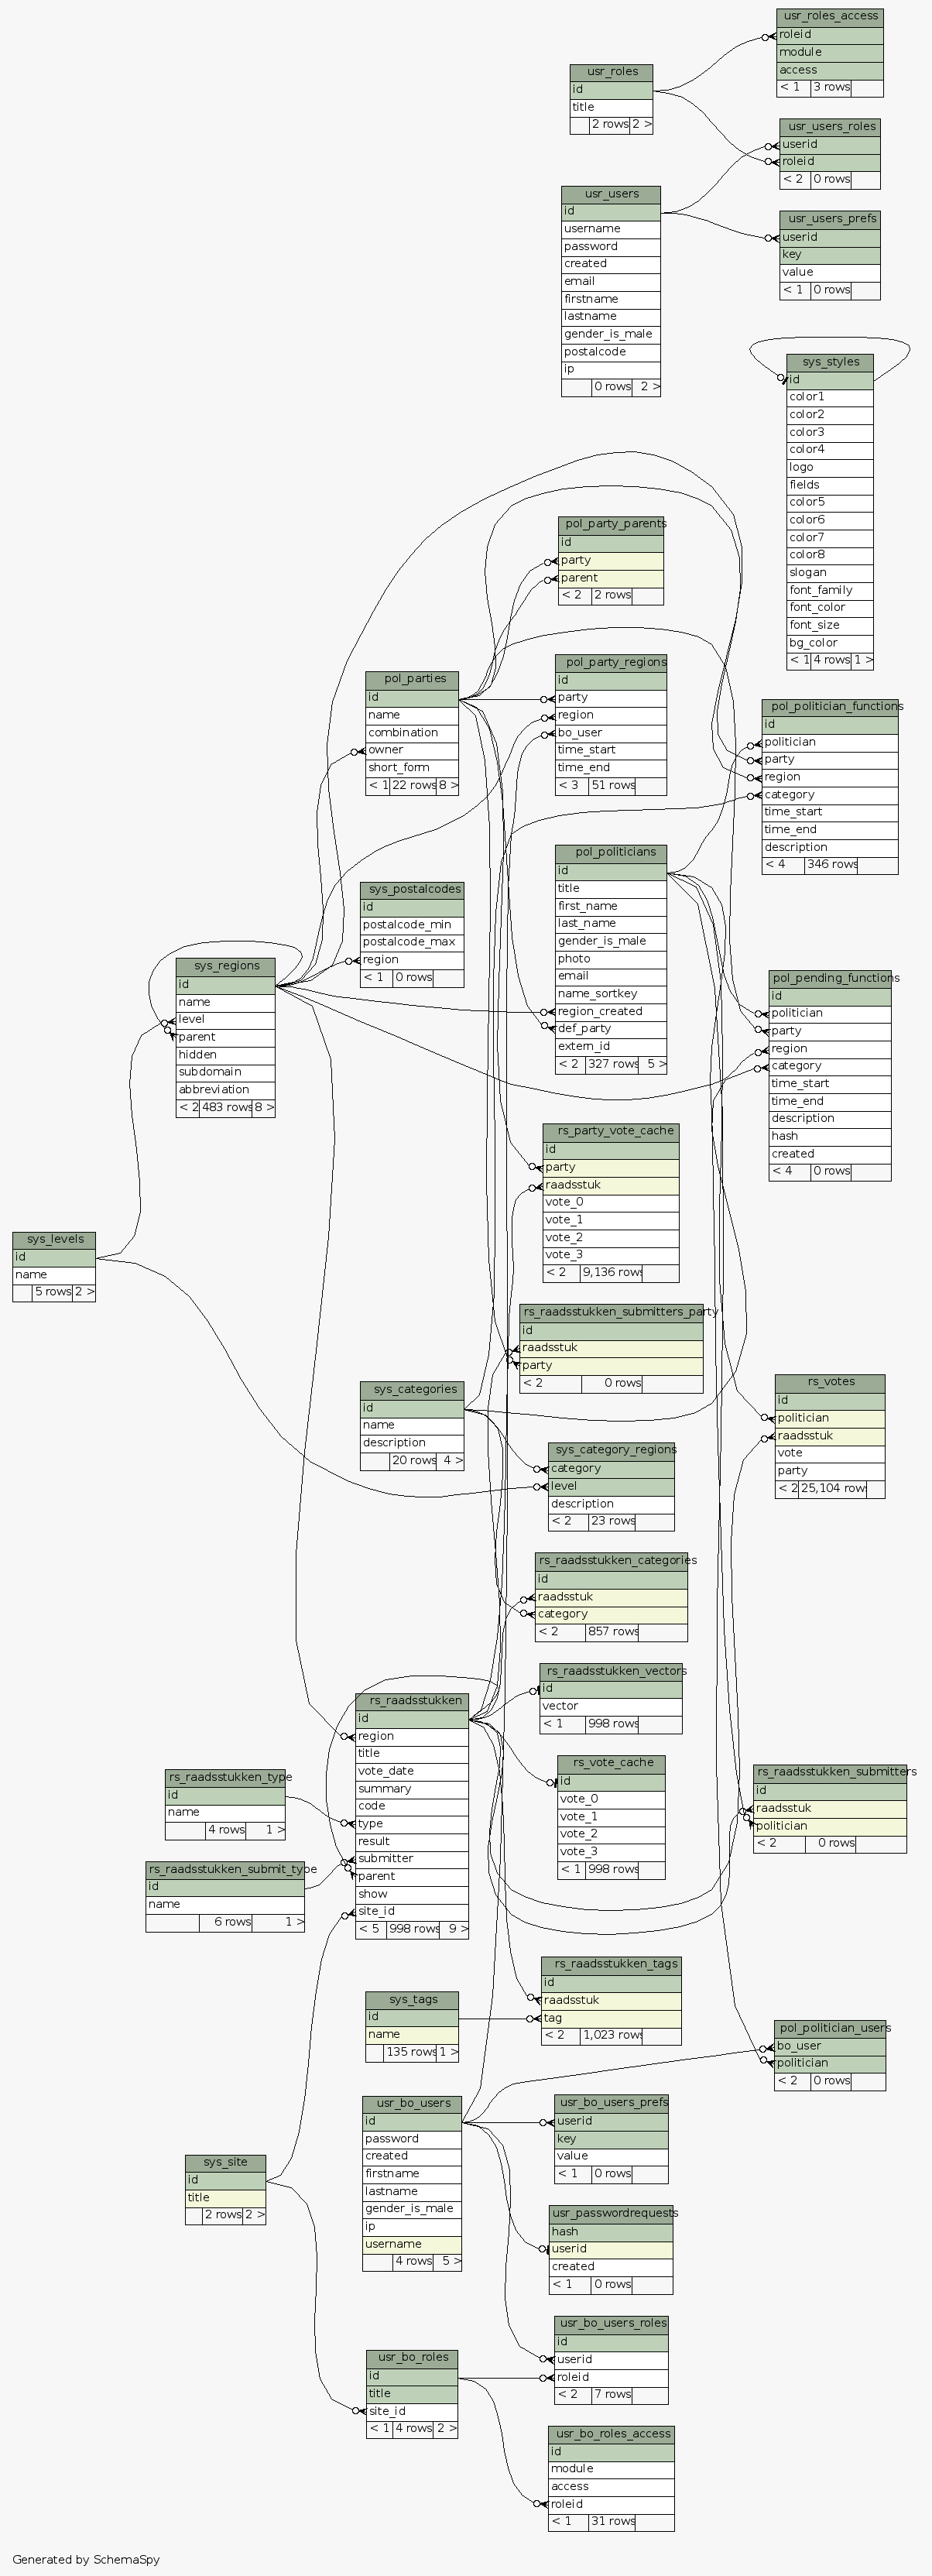 usr_roles_access
roleid
module
access
< 1 3 rows
usr_roles
id
title
2 rows 2 >
usr_users_roles
userid
roleid
< 2 0 rows
usr_users
id
username
password
created
email
firstname
lastname
gender_is_male
postalcode
ip
0 rows 2 >
usr_users_prefs
userid
key
value
< 1 0 rows
sys_styles
id
color1
color2
color3
color4
logo
fields
color5
color6
color7
color8
slogan
font_family
font_color
font_size
bg_color
< 1 4 rows 1 >
pol_party_parents
id
party
parent
< 2 2 rows
pol_party_regions
id
party
region
bo_user
time_start
time_end
< 3 51 rows
pol_parties
id
name
combination
owner
short_form
< 1 22 rows 8 >
pol_politician_functions
id
politician
party
region
category
time_start
time_end
description
< 4 346 rows
pol_politicians
id
title
first_name
last_name
gender_is_male
photo
email
name_sortkey
region_created
def_party
extern_id
< 2 327 rows 5 >
sys_postalcodes
id
postalcode_min
postalcode_max
region
< 1 0 rows
sys_regions
id
name
level
parent
hidden
subdomain
abbreviation
< 2 483 rows 8 >
pol_pending_functions
id
politician
party
region
category
time_start
time_end
description
hash
created
< 4 0 rows
rs_party_vote_cache
id
party
raadsstuk
vote_0
vote_1
vote_2
vote_3
< 2 9,136 rows
sys_levels
id
name
5 rows 2 >
rs_raadsstukken_submitters_party
id
raadsstuk
party
< 2 0 rows
sys_categories
id
name
description
20 rows 4 >
rs_votes
id
politician
raadsstuk
vote
party
< 2 25,104 row
sys_category_regions
category
level
description
< 2 23 rows
rs_raadsstukken_categories
id
raadsstuk
category
< 2 857 rows
rs_raadsstukken_vectors
id
vector
< 1 998 rows
rs_raadsstukken
id
region
title
vote_date
summary
code
type
result
submitter
parent
show
site_id
< 5 998 rows 9 >
rs_vote_cache
id
vote_0
vote_1
vote_2
vote_3
< 1 998 rows
rs_raadsstukken_type
id
name
4 rows 1 >
rs_raadsstukken_submitters
id
raadsstuk
politician
< 2 0 rows
rs_raadsstukken_submit_type
id
name
6 rows 1 >
rs_raadsstukken_tags
id
raadsstuk
tag
< 2 1,023 rows
sys_tags
id
name
135 rows 1 >
pol_politician_users
bo_user
politician
< 2 0 rows
usr_bo_users
id
password
created
firstname
lastname
gender_is_male
ip
username
4 rows 5 >
usr_bo_users_prefs
userid
key
value
< 1 0 rows
sys_site
id
title
2 rows 2 >
usr_passwordrequests
hash
userid
created
< 1 0 rows
usr_bo_users_roles
id
userid
roleid
< 2 7 rows
usr_bo_roles
id
title
site_id
< 1 4 rows 2 >
usr_bo_roles_access
id
module
access
roleid
< 1 31 rows
Generated by SchemaSpy